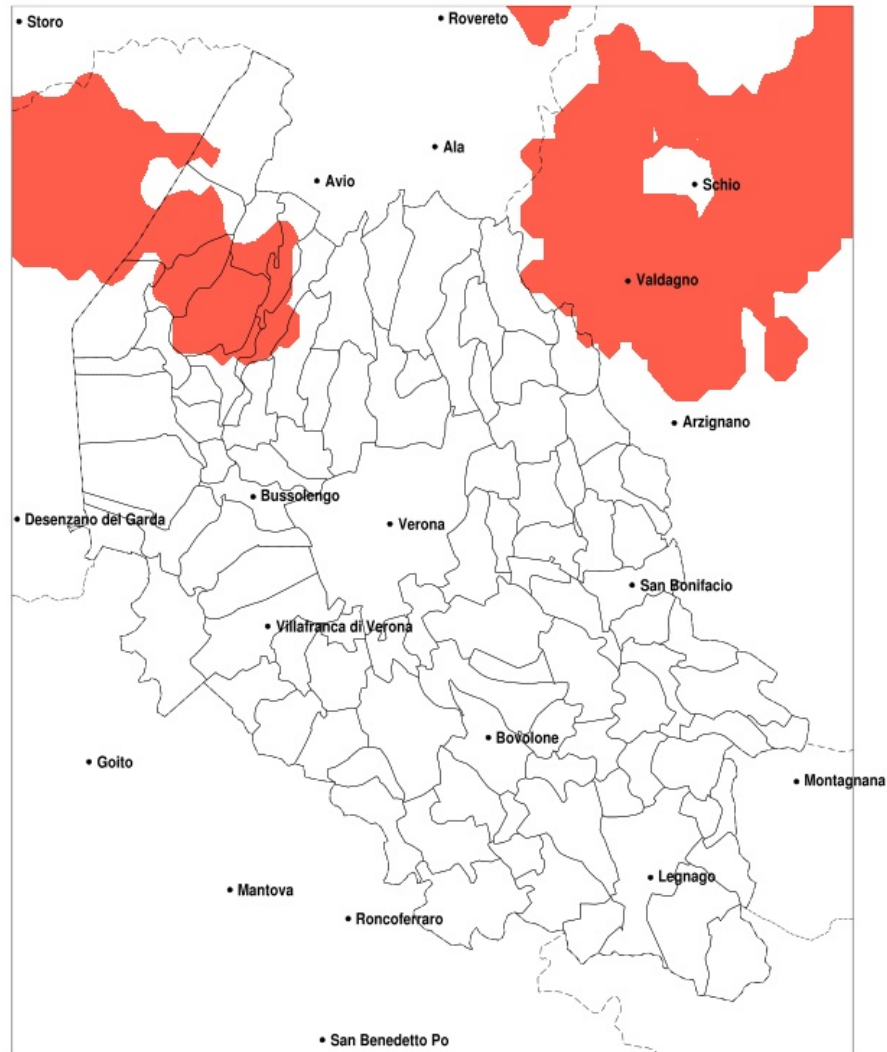 Storo
Rovereto
Ala
Avio
Schio
Valdagno
Arzignano
Bussolengo
Desenzano del Garda
Verona
San Bonifacio
Villafranca di Verona
Bovolone
Goito
Montagnana
Legnago
Mantova
Roncoferraro
San Benedetto Po